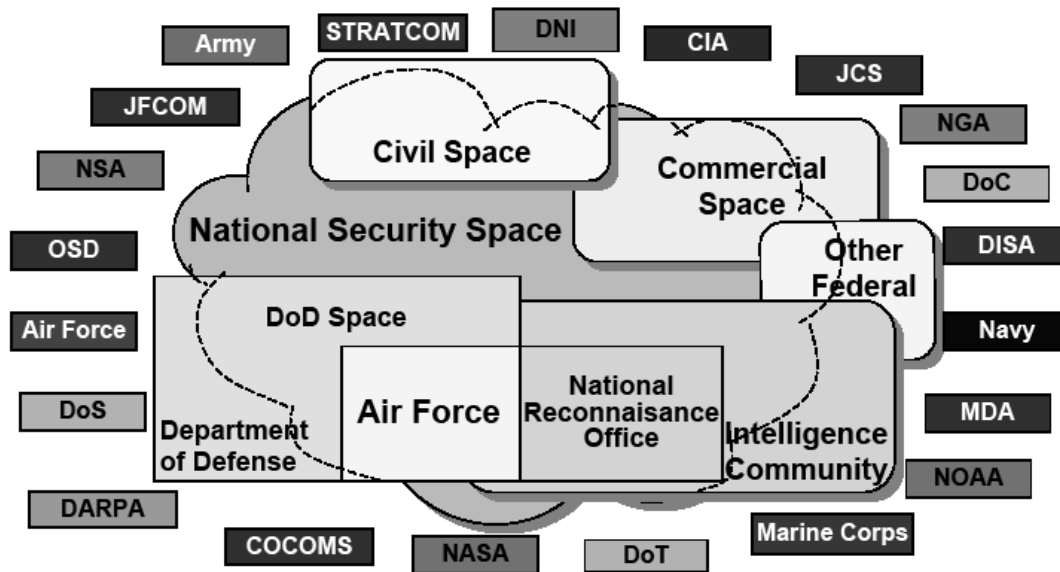 STRATCOM
DNI
Army
CIA
JCS
JFCOM
NGA
Civil Space
NSA
Commercial
Space
DoC
National Security Space
OSD
Other
Federal
DISA
DoD Space
Air Force
Navy
DoS
Air Force
National
Reconnaisance
Office
MDA
Department
of Defense
Intelligence
Community
NOAA
DARPA
Marine Corps
COCOMS
NASA
DoT